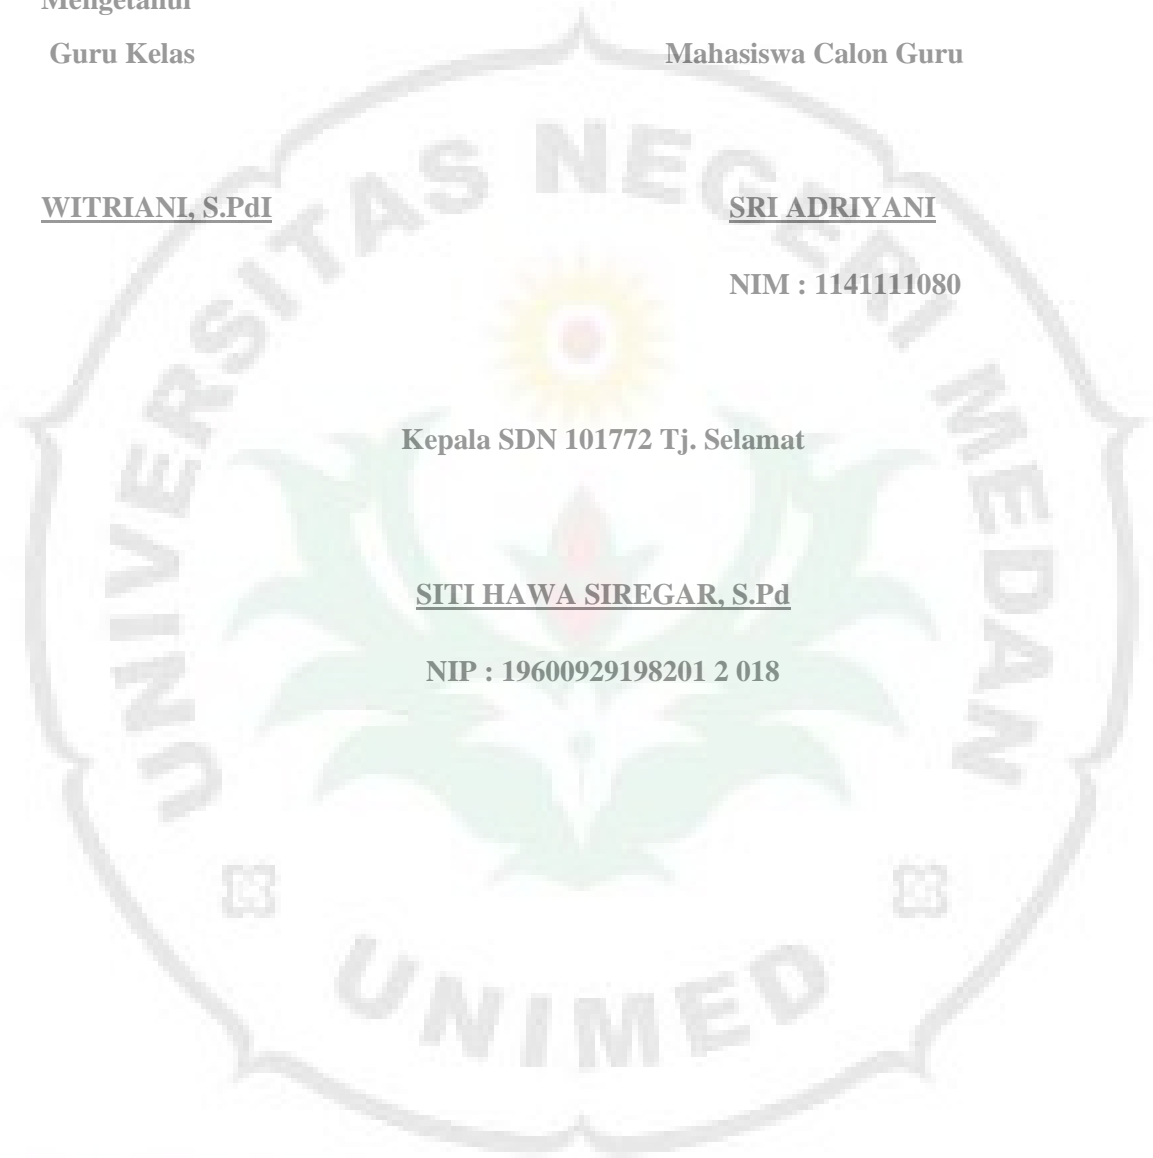 Mengetahui
Guru Kelas
Mahasiswa Calon Guru
WITRIANI, S.PdI
SRI ADRIYANI
NIM : 1141111080
Kepala SDN 101772 Tj. Selamat
SITI HAWA SIREGAR, S.Pd
NIP : 19600929198201 2 018
UNIVERSITAS NEGERI MEDAN
UNIMED